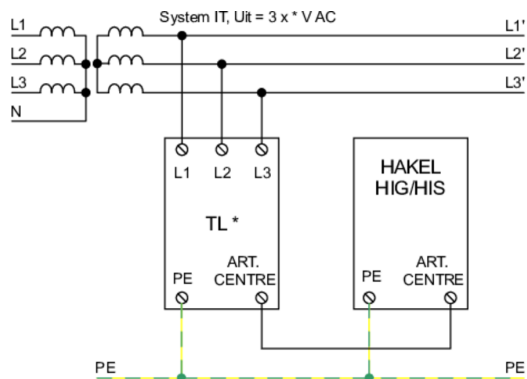 System IT, Uit = 3 x * V AC
L1 L1'
L2 L2'
L3 L3'
N
L1 L2 L3
TL *
PE ART. CENTRE
HAKEL
HIG/HIS
PE ART. CENTRE
PE PE